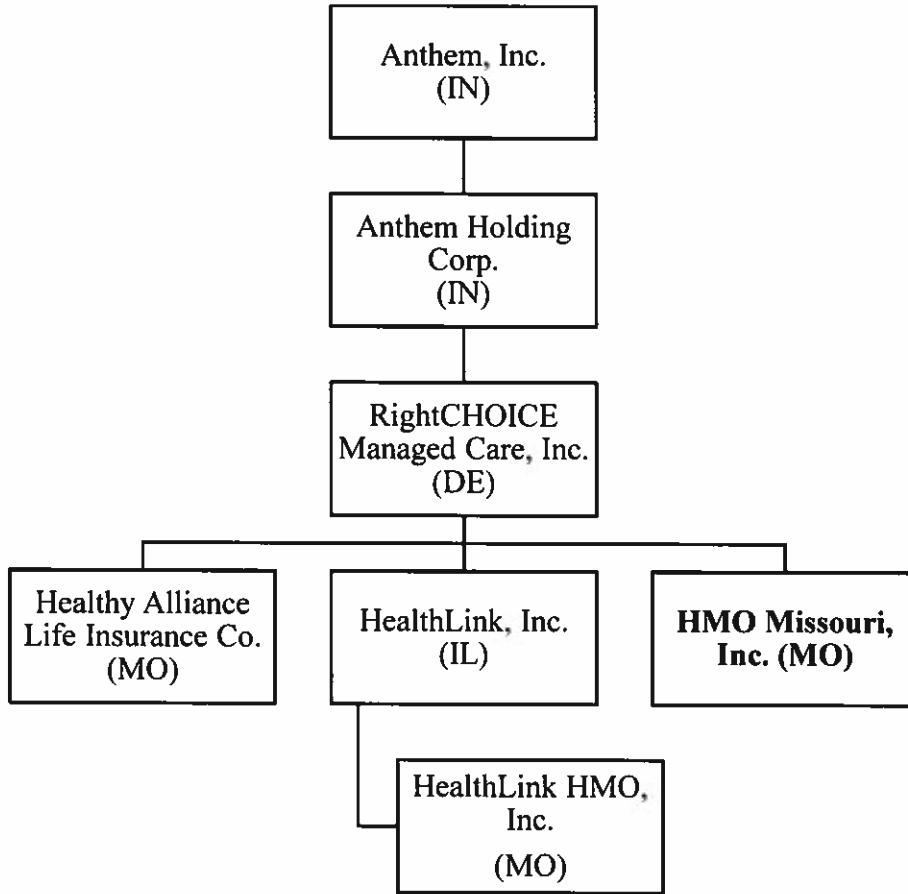 Anthem, Inc.
(IN)
Anthem Holding
Corp.
(IN)
RightCHOICE
Managed Care, Inc.
(DE)
Healthy Alliance
Life Insurance Co.
(MO)
HealthLink, Inc.
(IL)
HMO Missouri,
Inc. (MO)
HealthLink HMO,
Inc.
(MO)